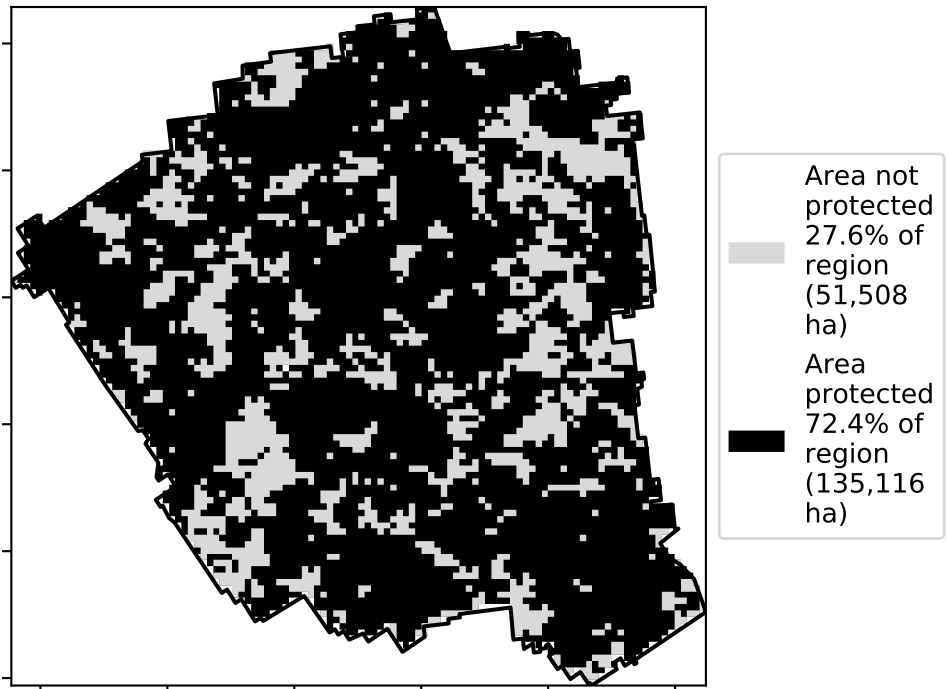 Area not
protected
27.6% of
region
(51,508
ha)
Area
protected
72.4% of
region
(135,116
ha)